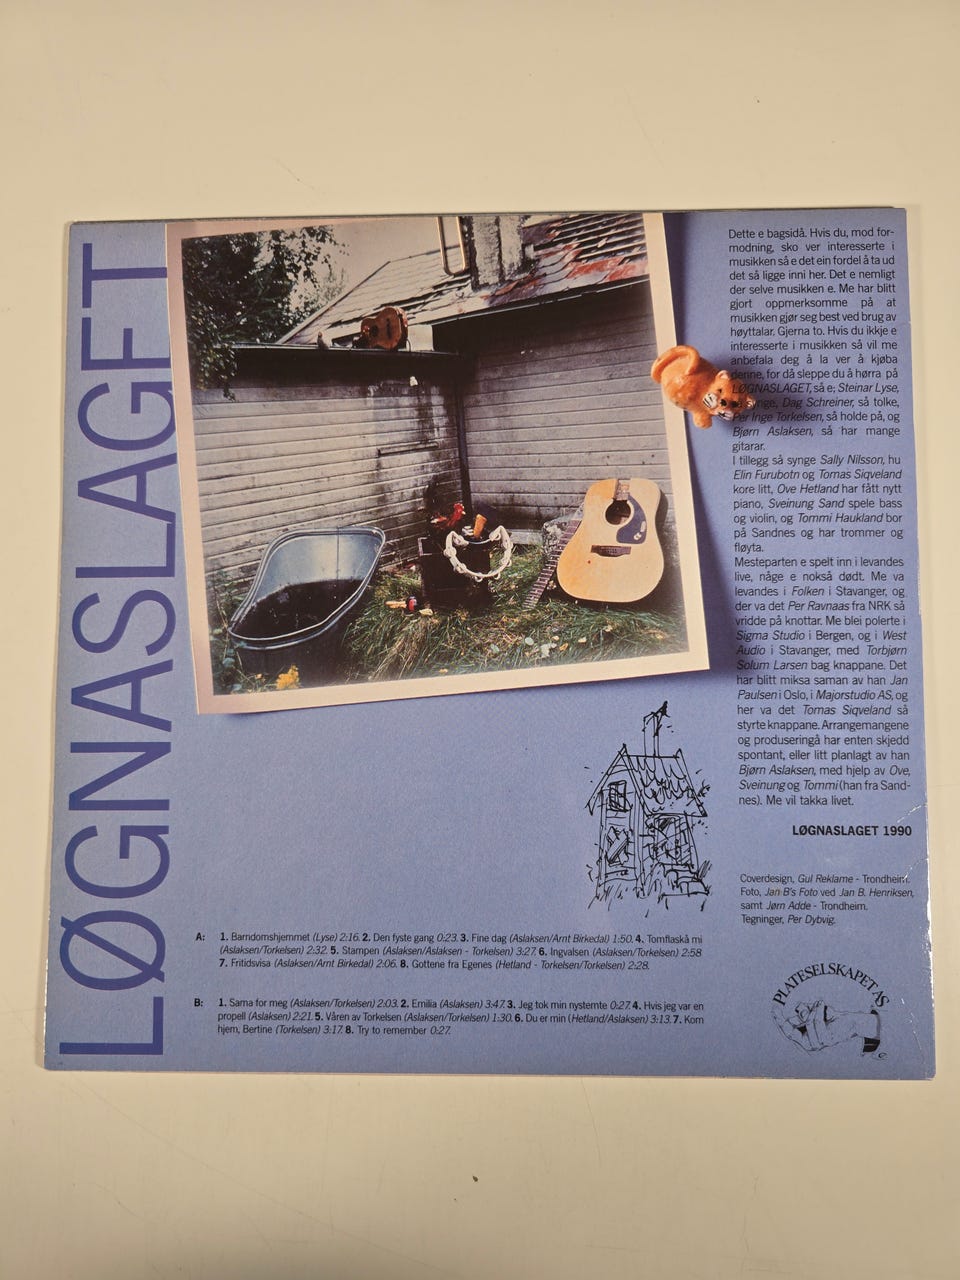 LØGNASLAGET
Dette e bagsidå. Hvis du, mod for-
modning, sko ver interesserte i
musikken så e det ein fordel å ta ud
det så ligge inni her. Det e nemligt
der selve musikken e. Me har blitt
gjort oppmerksomme på at
musikken gjør seg best ved brug av
høyttalar. Gjerna to. Hvis du ikkje e
interesserte i musikken så vil me
anbefala deg å la ver å kjøba
denne, for då sleppe du å hørra på
LØGNASLAGET, så e; Steinar Lyse,
synge, Dag Schreiner, så tolke,
Per Inge Torkelsen, så holde på, og
Bjørn Aslaksen, så har mange
gitarar.
I tillegg så synge Sally Nilsson, hu
Elin Furubotn og Tomas Siqveland
kore litt, Ove Hetland har fått nytt
piano, Sveinung Sand spele bass
og violin, og Tommi Haukland bor
på Sandnes og har trommer og
fløyta.
Mesteparten e spelt inn i levandes
live, någe e nokså dødt. Me va
levandes i Folken i Stavanger, og
der va det Per Ravnaas fra NRK så
vridde på knottar. Me blei polerte i
Sigma Studio i Bergen, og i West
Audio i Stavanger, med Torbjørn
Solum Larsen bag knappane. Det
har blitt miksa saman av han Jan
Paulsen i Oslo, i Majorstudio AS, og
her va det Tomas Siqveland så
styrte knappane. Arrangemangene
og produseringå har enten skjedd
spontant, eller litt planlagt av han
Bjørn Aslaksen, med hjelp av Ove,
Sveinung og Tommi (han fra Sand-
nes). Me vil takka livet.
LØGNASLAGET 1990
Coverdesign, Gul Reklame - Trondheim.
Foto, Jan B's Foto ved Jan B. Henriksen,
samt Jørn Adde - Trondheim.
Tegninger, Per Dybvig.
A: 1. Barndomshjemmet (Lyse) 2:16. 2. Den fyste gang 0:23. 3. Fine dag (Aslaksen/Arnt Birkedal) 1:50. 4. Tomflaskå mi
(Aslaksen/Torkelsen) 2:32. 5. Stampen (Aslaksen/Aslaksen - Torkelsen) 3:27. 6. Ingvalsen (Aslaksen/Torkelsen) 2:58
7. Fritidsvisa (Aslaksen/Arnt Birkedal) 2:06. 8. Gottene fra Egenes (Hetland - Torkelsen/Torkelsen) 2:28.
B: 1. Sama for meg (Aslaksen/Torkelsen) 2:03. 2. Emilia (Aslaksen) 3:47. 3. Jeg tok min nystemte 0:27. 4. Hvis jeg var en
propell (Aslaksen) 2:21. 5. Våren av Torkelsen (Aslaksen/Torkelsen) 1:30. 6. Du er min (Hetland/Aslaksen) 3:13. 7. Kom
hjem, Bertine (Torkelsen) 3:17. 8. Try to remember 0:27.
PLATESELSKAPET AS